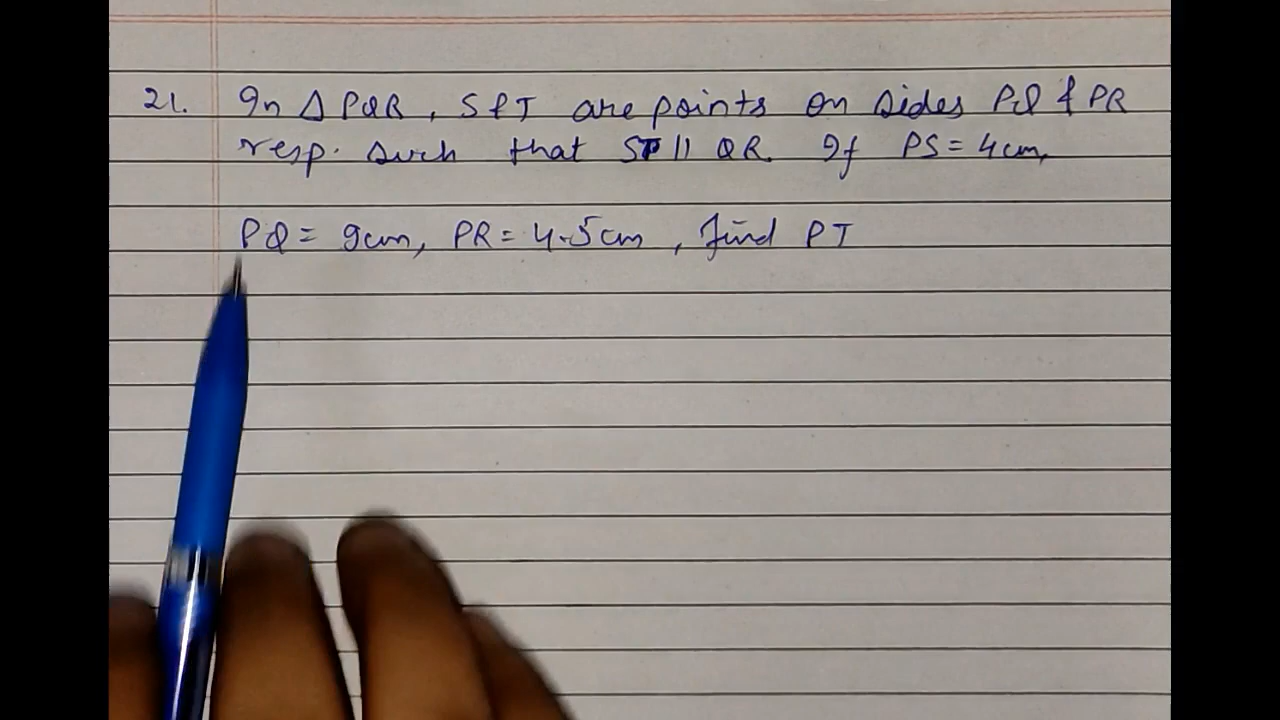 21. In Δ PQR, S & T are points on sides PQ & PR
resp. such that ST || QR. If PS = 4cm,
PQ = 9cm, PR = 4.5cm, find PT